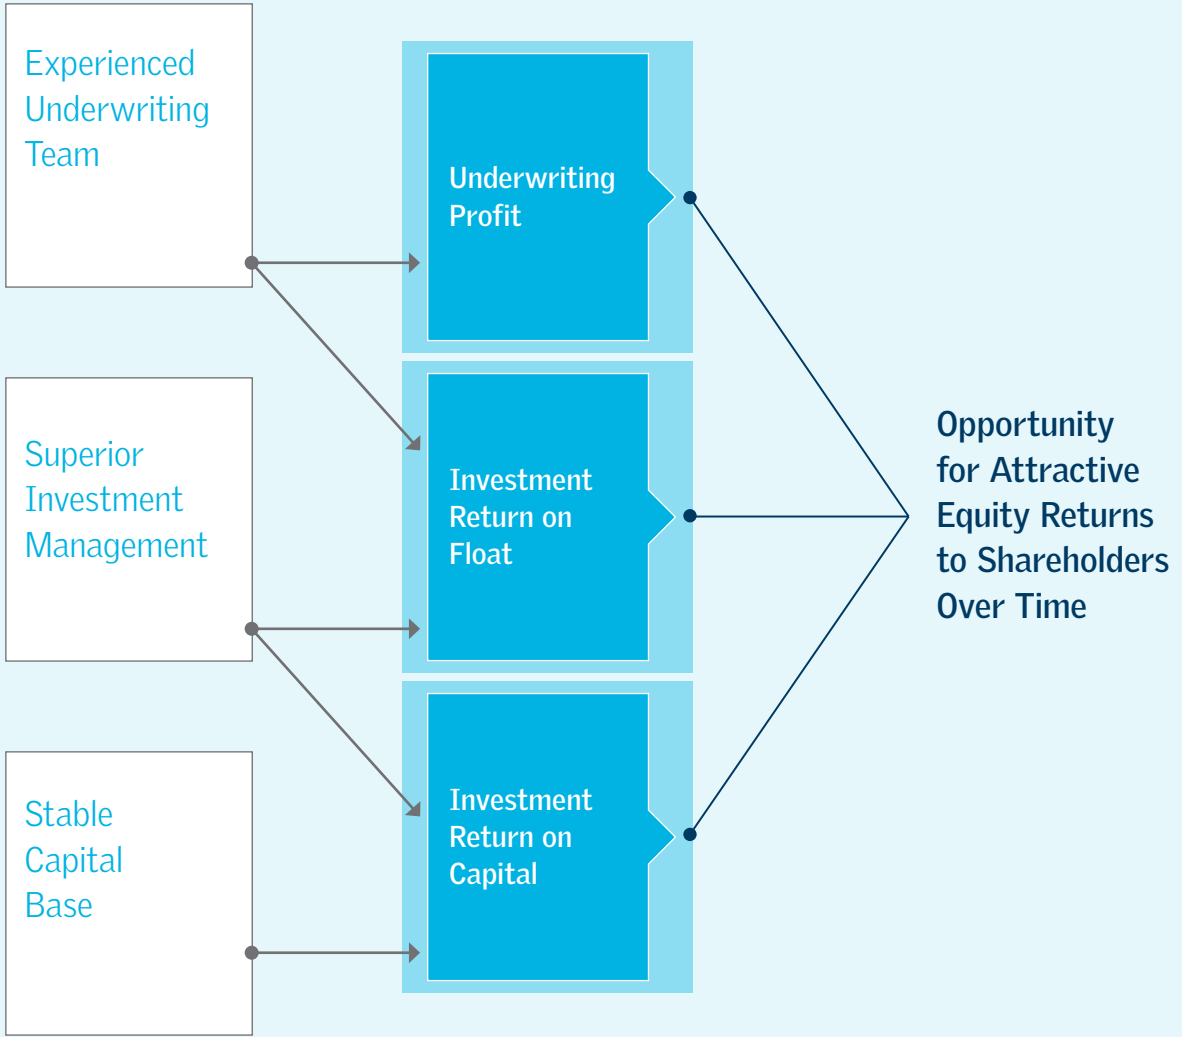 Experienced
Underwriting
Team
Underwriting
Profit
Superior
Investment
Management
Investment
Return on
Float
Stable
Capital
Base
Investment
Return on
Capital
Opportunity
for Attractive
Equity Returns
to Shareholders
Over Time